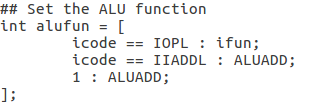 ## Set the ALU function
int alufun = [
        icode == IOPL : ifun;
        icode == IIADDL : ALUADD;
        1 : ALUADD;
];